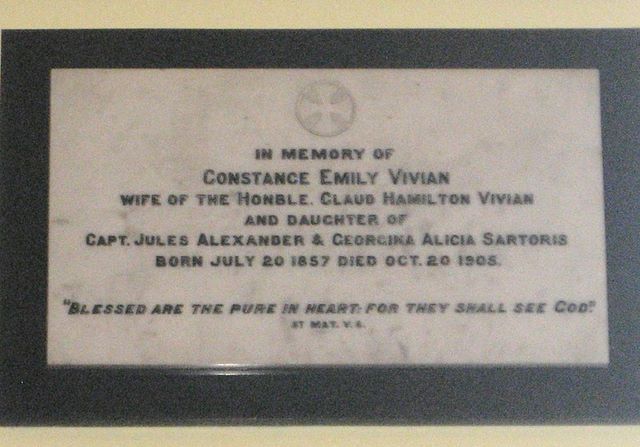 IN MEMORY OF
CONSTANCE EMILY VIVIAN
WIFE OF THE HONBLE. CLAUD HAMILTON VIVIAN
AND DAUGHTER OF
CAPT. JULES ALEXANDER & GEORGINA ALICIA SARTORIS
BORN JULY 20 1857 DIED OCT. 20 1905.
"BLESSED ARE THE PURE IN HEART: FOR THEY SHALL SEE GOD."
ST MAT. V. 8.